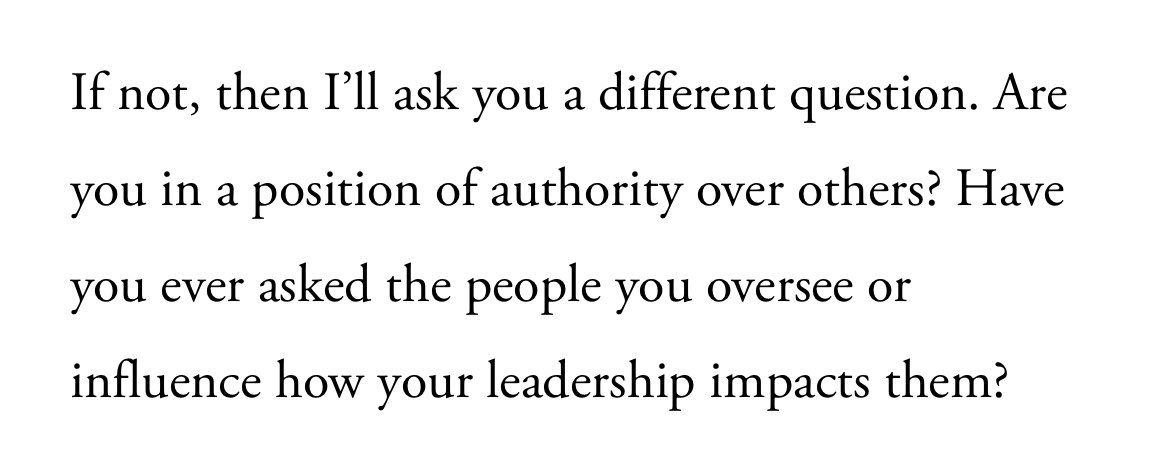 If not, then I’ll ask you a different question. Are
you in a position of authority over others? Have
you ever asked the people you oversee or
influence how your leadership impacts them?